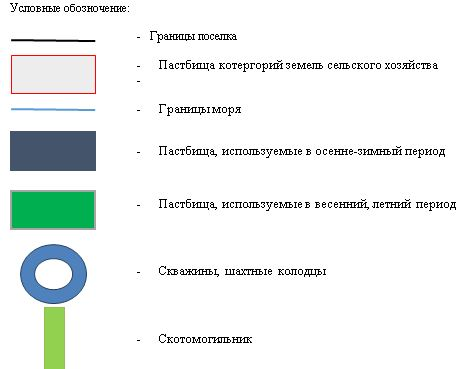 Условные обозначение:
- Границы поселка
- Пастбища котергорий земель сельского хозяйства
-
- Границы моря
- Пастбища, используемые в осенне-зимный период
- Пастбища, используемые в весенний, летний период
- Скважины, шахтные колодцы
- Скотомогильник